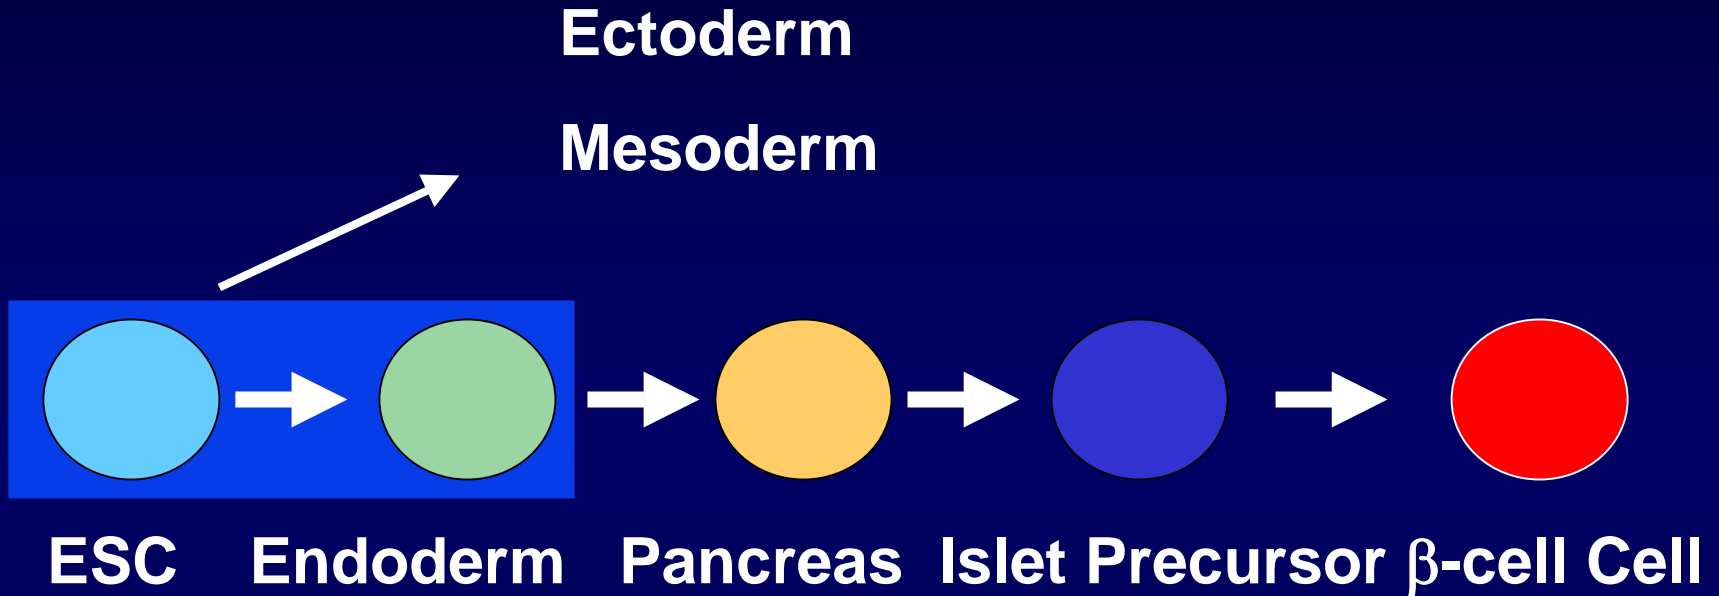 Ectoderm
Mesoderm
ESC Endoderm Pancreas Islet Precursor β-cell Cell